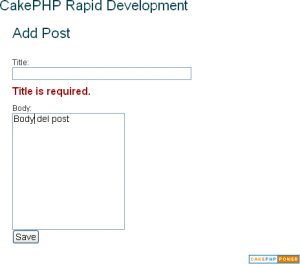 CakePHP Rapid Development
Add Post
Title:
Title is required.
Body:
Body del post
Save
CAKEPHP POWER